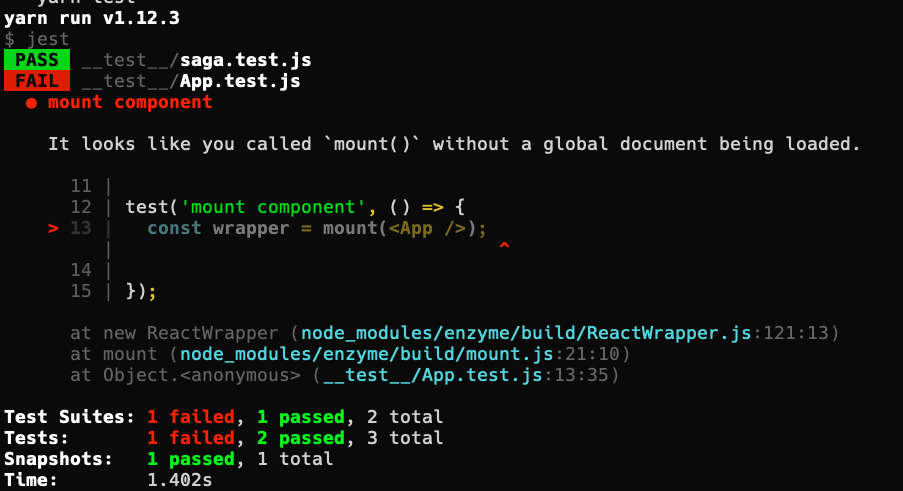 yarn test
yarn run v1.12.3
$ jest
PASS __test__/saga.test.js
FAIL __test__/App.test.js
● mount component
It looks like you called `mount()` without a global document being loaded.
11 |
12 | test('mount component', () => {
> 13 |   const wrapper = mount(<App />);
|                                     ^
14 |
15 | });
at new ReactWrapper (node_modules/enzyme/build/ReactWrapper.js:121:13)
at mount (node_modules/enzyme/build/mount.js:21:10)
at Object.<anonymous> (__test__/App.test.js:13:35)
Test Suites: 1 failed, 1 passed, 2 total
Tests:       1 failed, 2 passed, 3 total
Snapshots:   1 passed, 1 total
Time:        1.402s